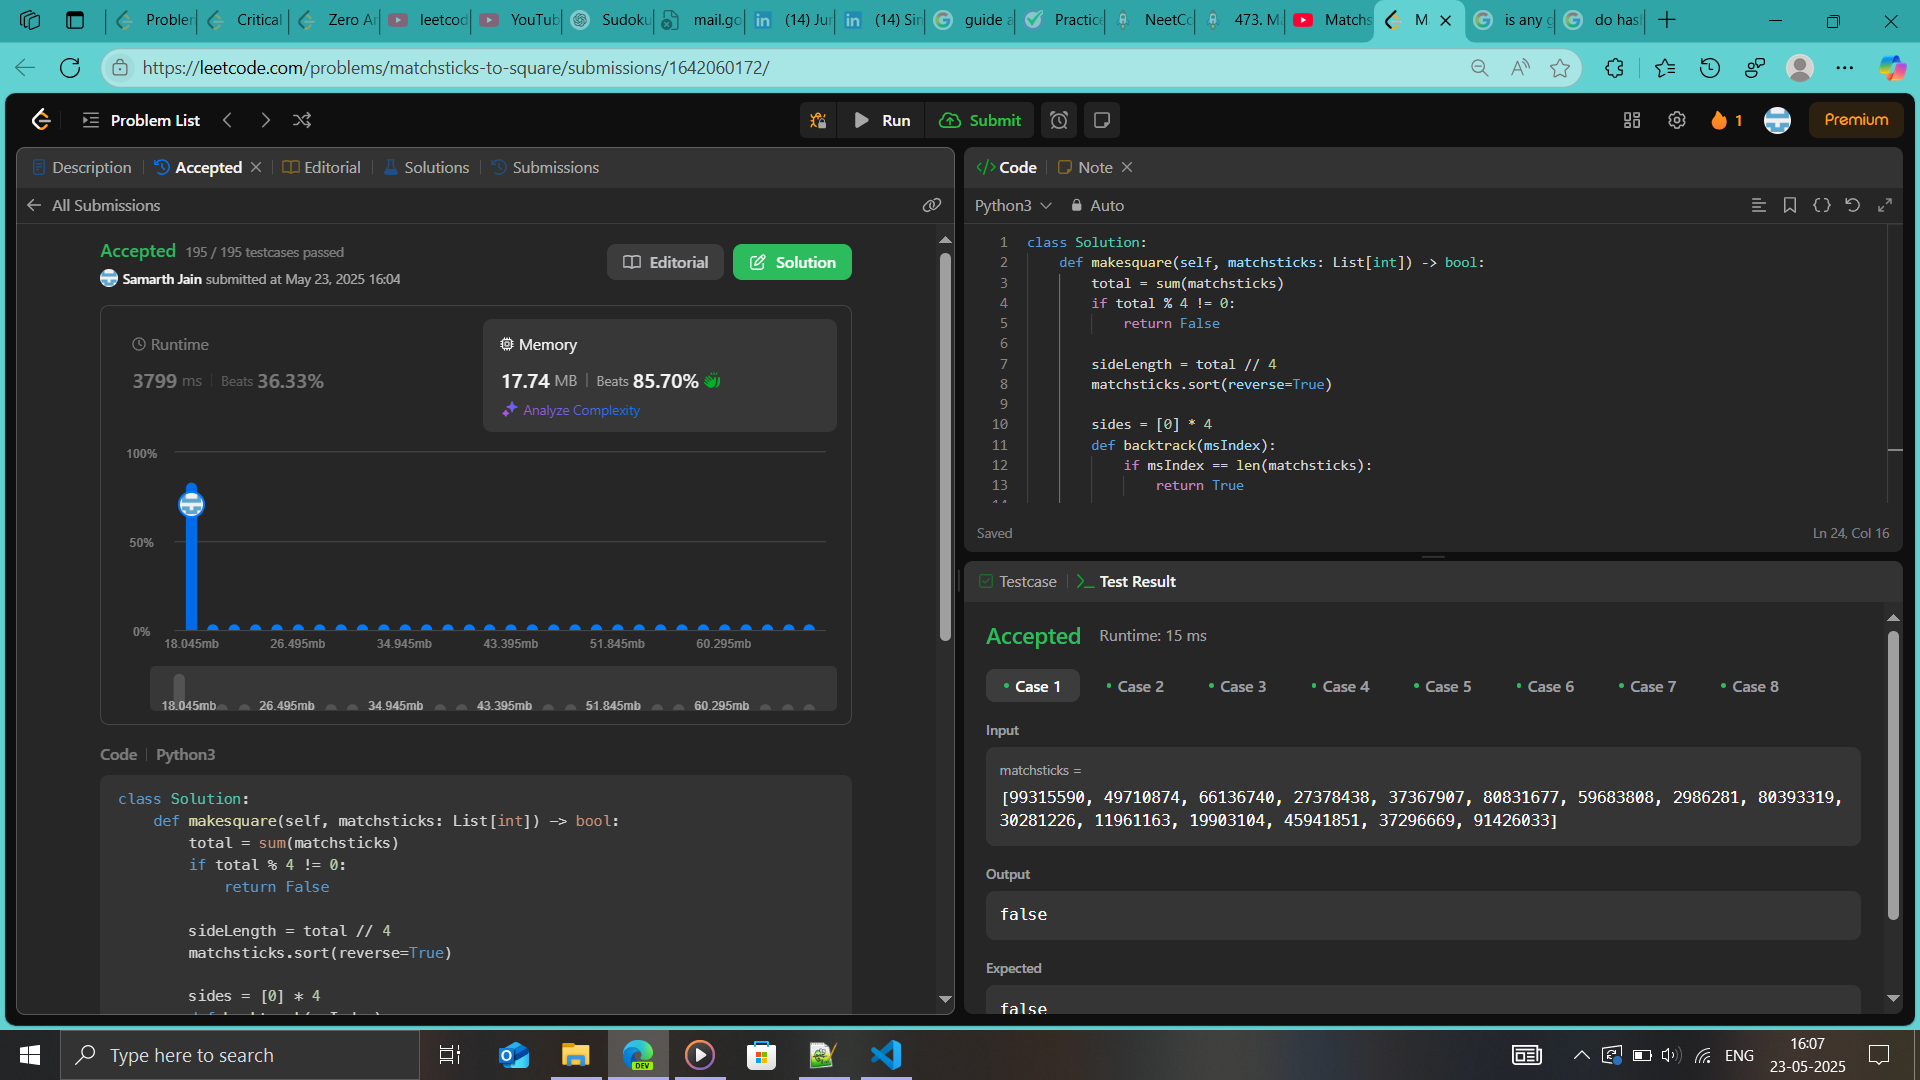 Problem
Critical
Zero Ar
leetcod
YouTub
Sudoku
mail.go
(14) Jur
(14) Sir
guide a
Practice
NeetCo
473. Ma
Matchs
M
is any g
do hash
https://leetcode.com/problems/matchsticks-to-square/submissions/1642060172/
Problem List
Run
Submit
1
Premium
Description
Accepted
Editorial
Solutions
Submissions
All Submissions
Accepted 195 / 195 testcases passed
Samarth Jain submitted at May 23, 2025 16:04
Editorial
Solution
Runtime
3799 ms Beats 36.33%
Memory
17.74 MB Beats 85.70%
Analyze Complexity
100%
50%
0%
18.045mb 26.495mb 34.945mb 43.395mb 51.845mb 60.295mb
18.045mb 26.495mb 34.945mb 43.395mb 51.845mb 60.295mb
Code Python3
class Solution:
def makesquare(self, matchsticks: List[int]) -> bool:
total = sum(matchsticks)
if total % 4 != 0:
return False
sideLength = total // 4
matchsticks.sort(reverse=True)
sides = [0] * 4
Code
Note
Python3
Auto
1 class Solution:
2 def makesquare(self, matchsticks: List[int]) -> bool:
3 total = sum(matchsticks)
4 if total % 4 != 0:
5 return False
6
7 sideLength = total // 4
8 matchsticks.sort(reverse=True)
9
10 sides = [0] * 4
11 def backtrack(msIndex):
12 if msIndex == len(matchsticks):
13 return True
Saved
Ln 24, Col 16
Testcase
Test Result
Accepted Runtime: 15 ms
Case 1 Case 2 Case 3 Case 4 Case 5 Case 6 Case 7 Case 8
Input
matchsticks =
[99315590, 49710874, 66136740, 27378438, 37367907, 80831677, 59683808, 2986281, 80393319,
30281226, 11961163, 19903104, 45941851, 37296669, 91426033]
Output
false
Expected
false
Type here to search
DEV
ENG
16:07
23-05-2025